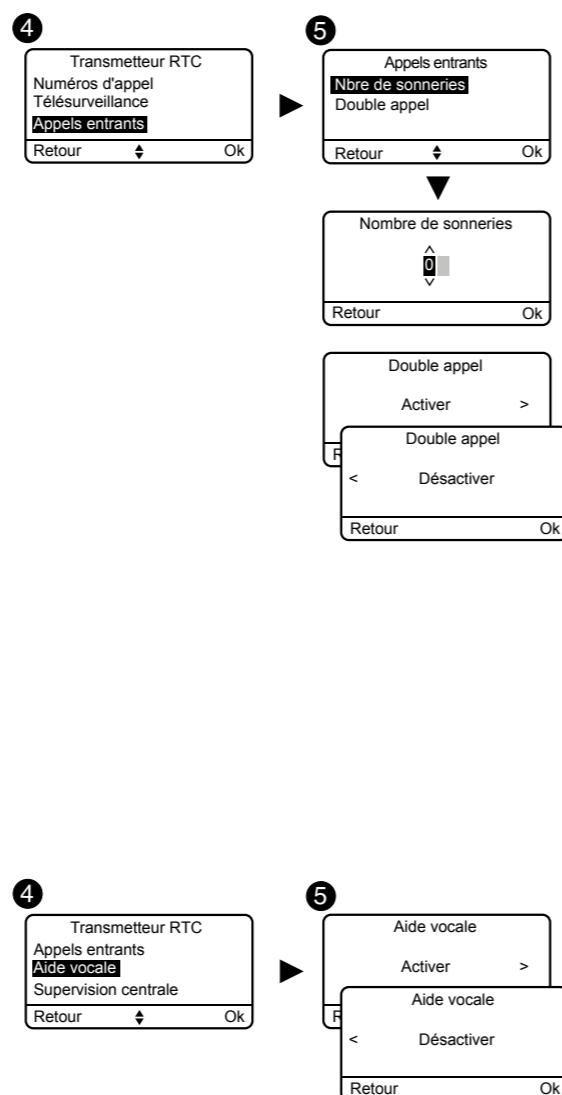 4
Transmetteur RTC
Numéros d'appel
Télésurveillance
Appels entrants
Retour Ok
5
Appels entrants
Nbre de sonneries
Double appel
Retour Ok
Nombre de sonneries
0
Retour Ok
Double appel
Activer >
R
Double appel
< Désactiver
Retour Ok
4
Transmetteur RTC
Appels entrants
Aide vocale
Supervision centrale
Retour Ok
5
Aide vocale
Activer >
R
Aide vocale
< Désactiver
Retour Ok